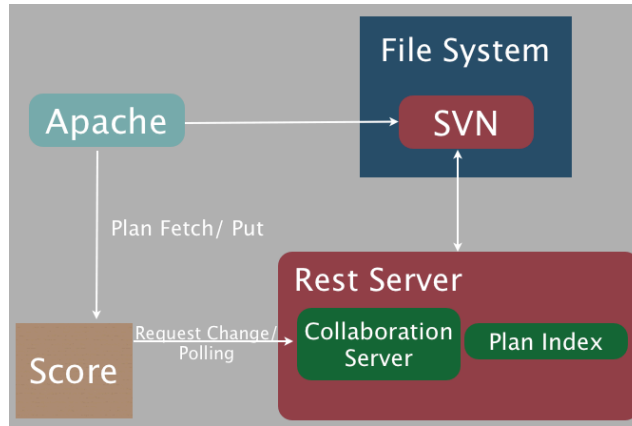 File System
Apache
SVN
Plan Fetch/ Put
Rest Server
Request Change/
Polling
Collaboration
Server
Plan Index
Score